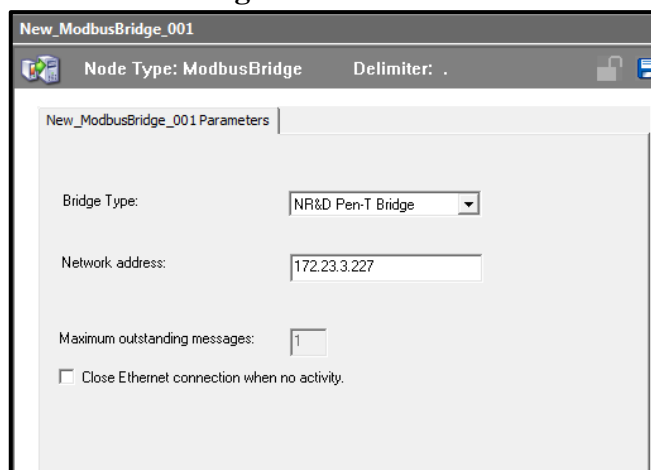 New_ModbusBridge_001
Node Type: ModbusBridge Delimiter: .
New_ModbusBridge_001 Parameters
Bridge Type: NR&D Pen-T Bridge
Network address: 172.23.3.227
Maximum outstanding messages: 1
Close Ethernet connection when no activity.